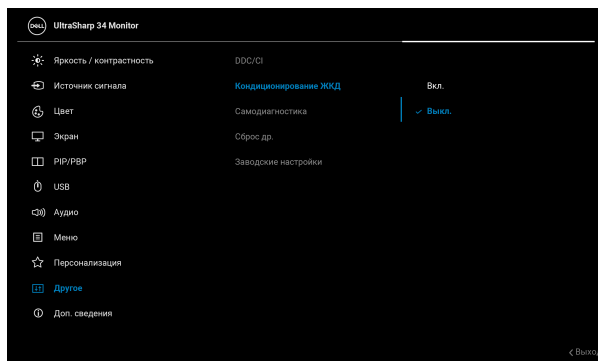 DELL UltraSharp 34 Monitor
Яркость / контрастность DDC/CI
Источник сигнала Кондиционирование ЖКД Вкл.
Цвет Самодиагностика Выкл.
Экран Сброс др.
PIP/PBP Заводские настройки
USB
Аудио
Меню
Персонализация
Другое
Доп. сведения
Выход